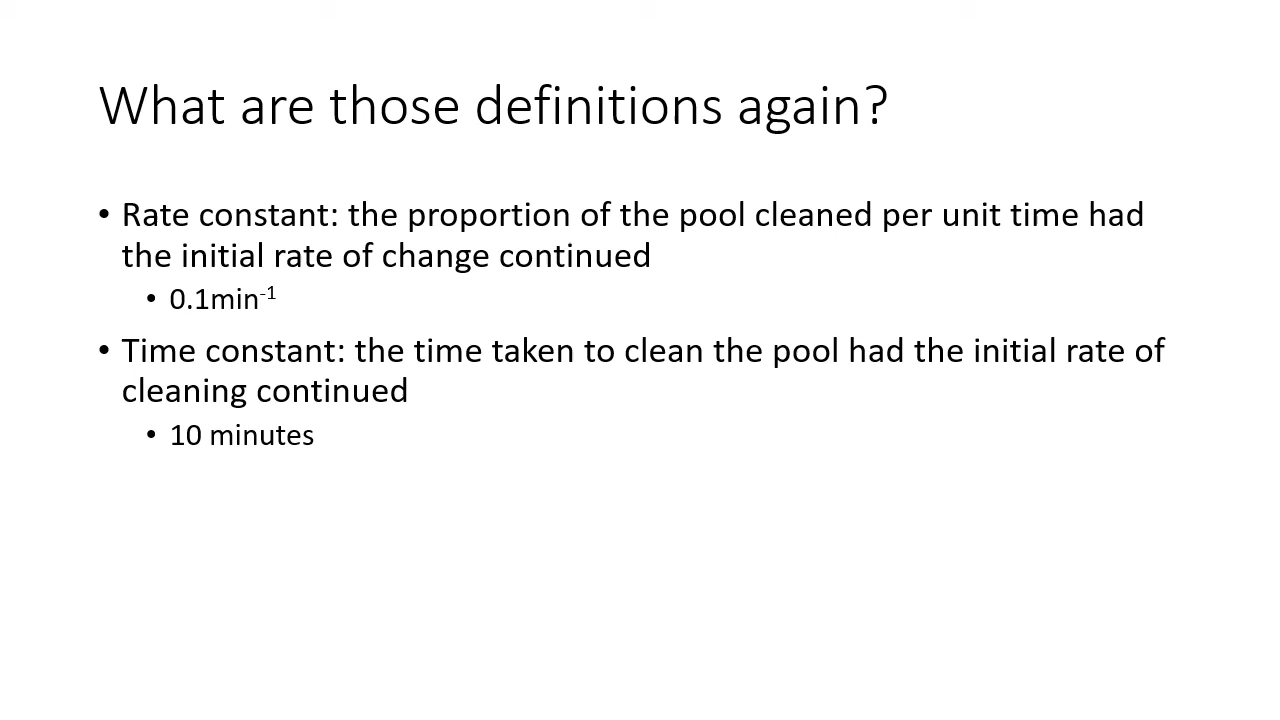 What are those definitions again?
• Rate constant: the proportion of the pool cleaned per unit time had
the initial rate of change continued
• 0.1min⁻¹
• Time constant: the time taken to clean the pool had the initial rate of
cleaning continued
• 10 minutes